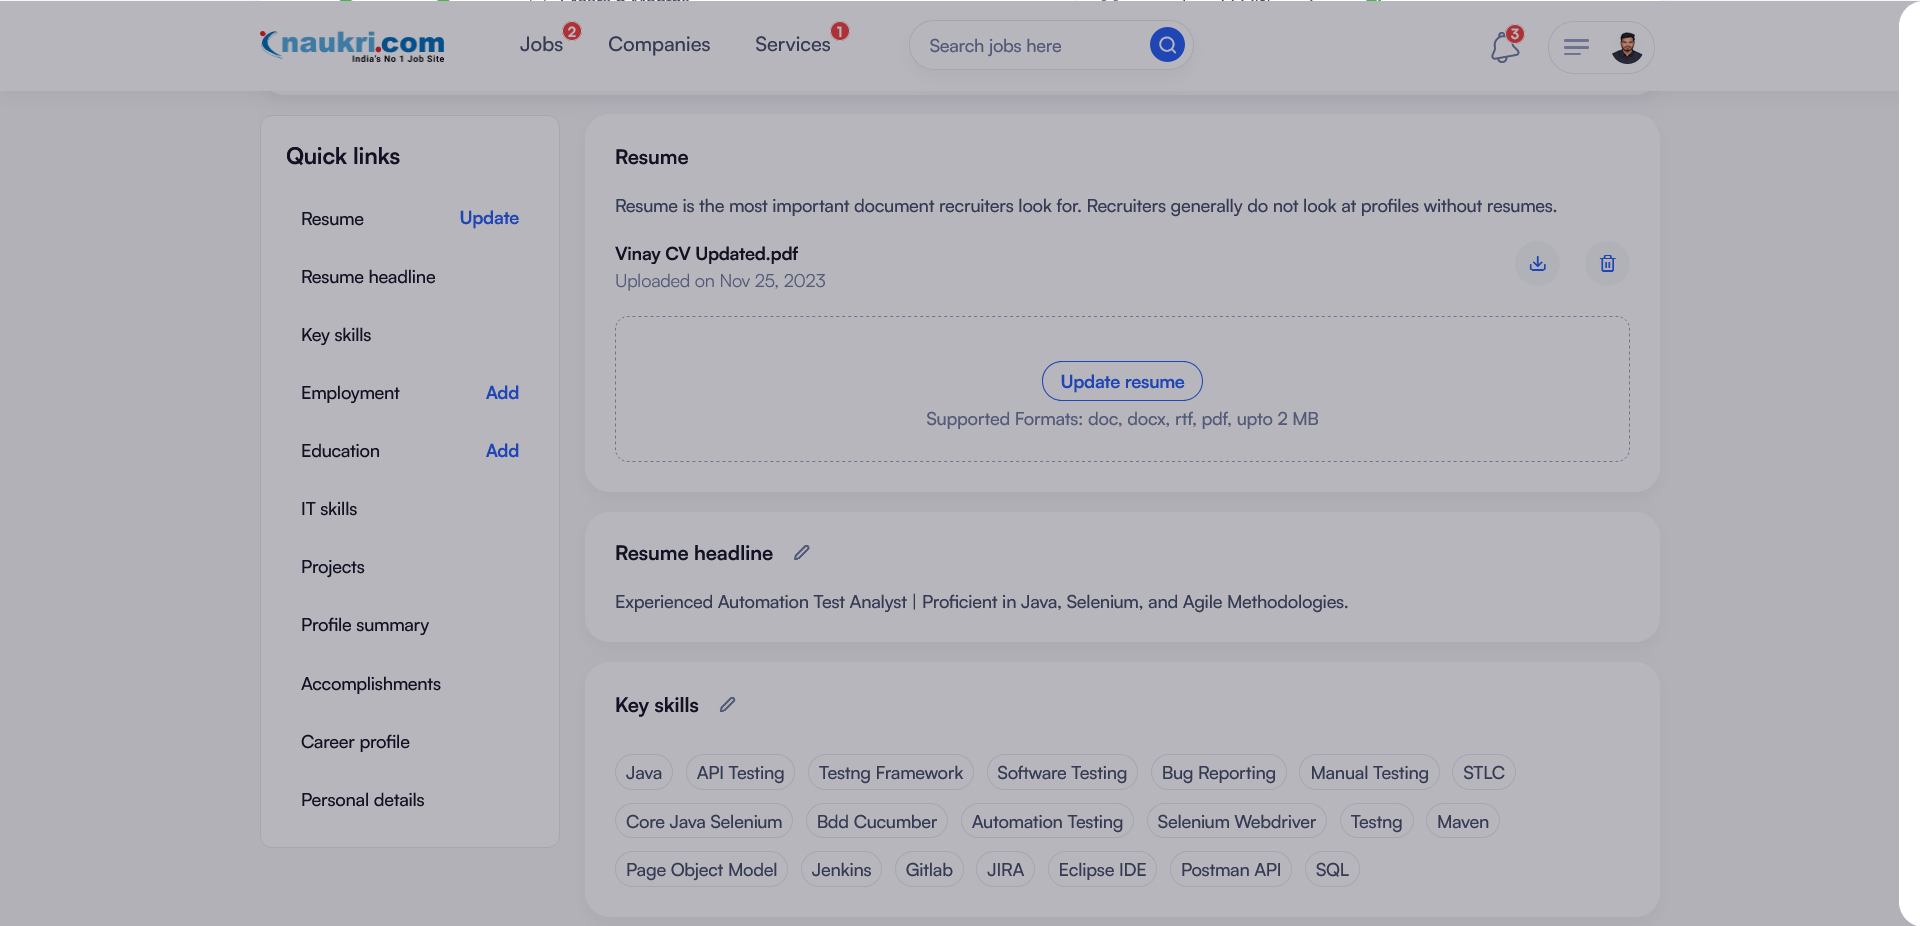 naukri.com
India's No 1 Job Site
Jobs 2
Companies
Services 1
Search jobs here
3
Quick links
Resume Update
Resume headline
Key skills
Employment Add
Education Add
IT skills
Projects
Profile summary
Accomplishments
Career profile
Personal details
Resume
Resume is the most important document recruiters look for. Recruiters generally do not look at profiles without resumes.
Vinay CV Updated.pdf
Uploaded on Nov 25, 2023
Update resume
Supported Formats: doc, docx, rtf, pdf, upto 2 MB
Resume headline
Experienced Automation Test Analyst | Proficient in Java, Selenium, and Agile Methodologies.
Key skills
Java API Testing Testng Framework Software Testing Bug Reporting Manual Testing STLC
Core Java Selenium Bdd Cucumber Automation Testing Selenium Webdriver Testng Maven
Page Object Model Jenkins Gitlab JIRA Eclipse IDE Postman API SQL